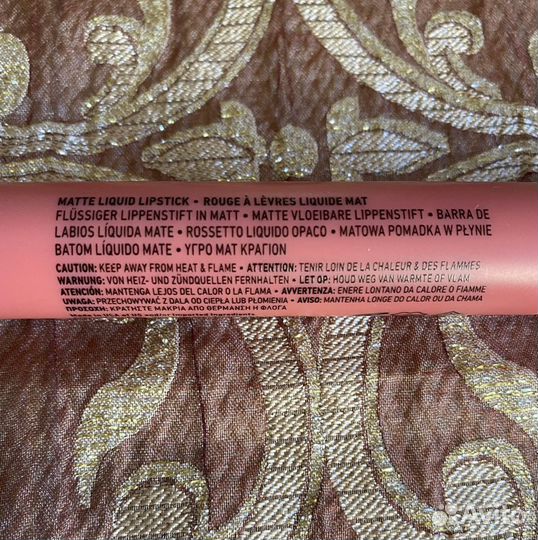 MATTE LIQUID LIPSTICK • ROUGE À LÈVRES LIQUIDE MAT
FLÜSSIGER LIPPENSTIFT IN MATT • MATTE VLOEIBARE LIPPENSTIFT • BARRA DE
LABIOS LÍQUIDA MATE • ROSSETTO LIQUIDO OPACO • MATOWA POMADKA W PŁYNIE
BATOM LÍQUIDO MATE • ΥΓΡΟ ΜΑΤ ΚΡΑΓΙΟΝ
CAUTION: KEEP AWAY FROM HEAT & FLAME • ATTENTION: TENIR LOIN DE LA CHALEUR & DES FLAMMES
WARNUNG: VON HEIZ- UND ZÜNDQUELLEN FERNHALTEN • LET OP: HOUD WEG VAN WARMTE OF VLAM
ATENCIÓN: MANTENGA LEJOS DEL CALOR O LA FLAMA • AVVERTENZA: TENERE LONTANO DA CALORE O FIAMME
UWAGA: PRZECHOWYWAĆ Z DALA OD CIEPŁA LUB PŁOMIENIA • AVISO: MANTENHA LONGE DO CALOR OU DA CHAMA
ΠΡΟΣΟΧΗ: ΚΡΑΤΗΣΤΕ ΜΑΚΡΙΑ ΑΠΟ ΘΕΡΜΑΝΣΗ Η ΦΛΟΓΑ
Avito